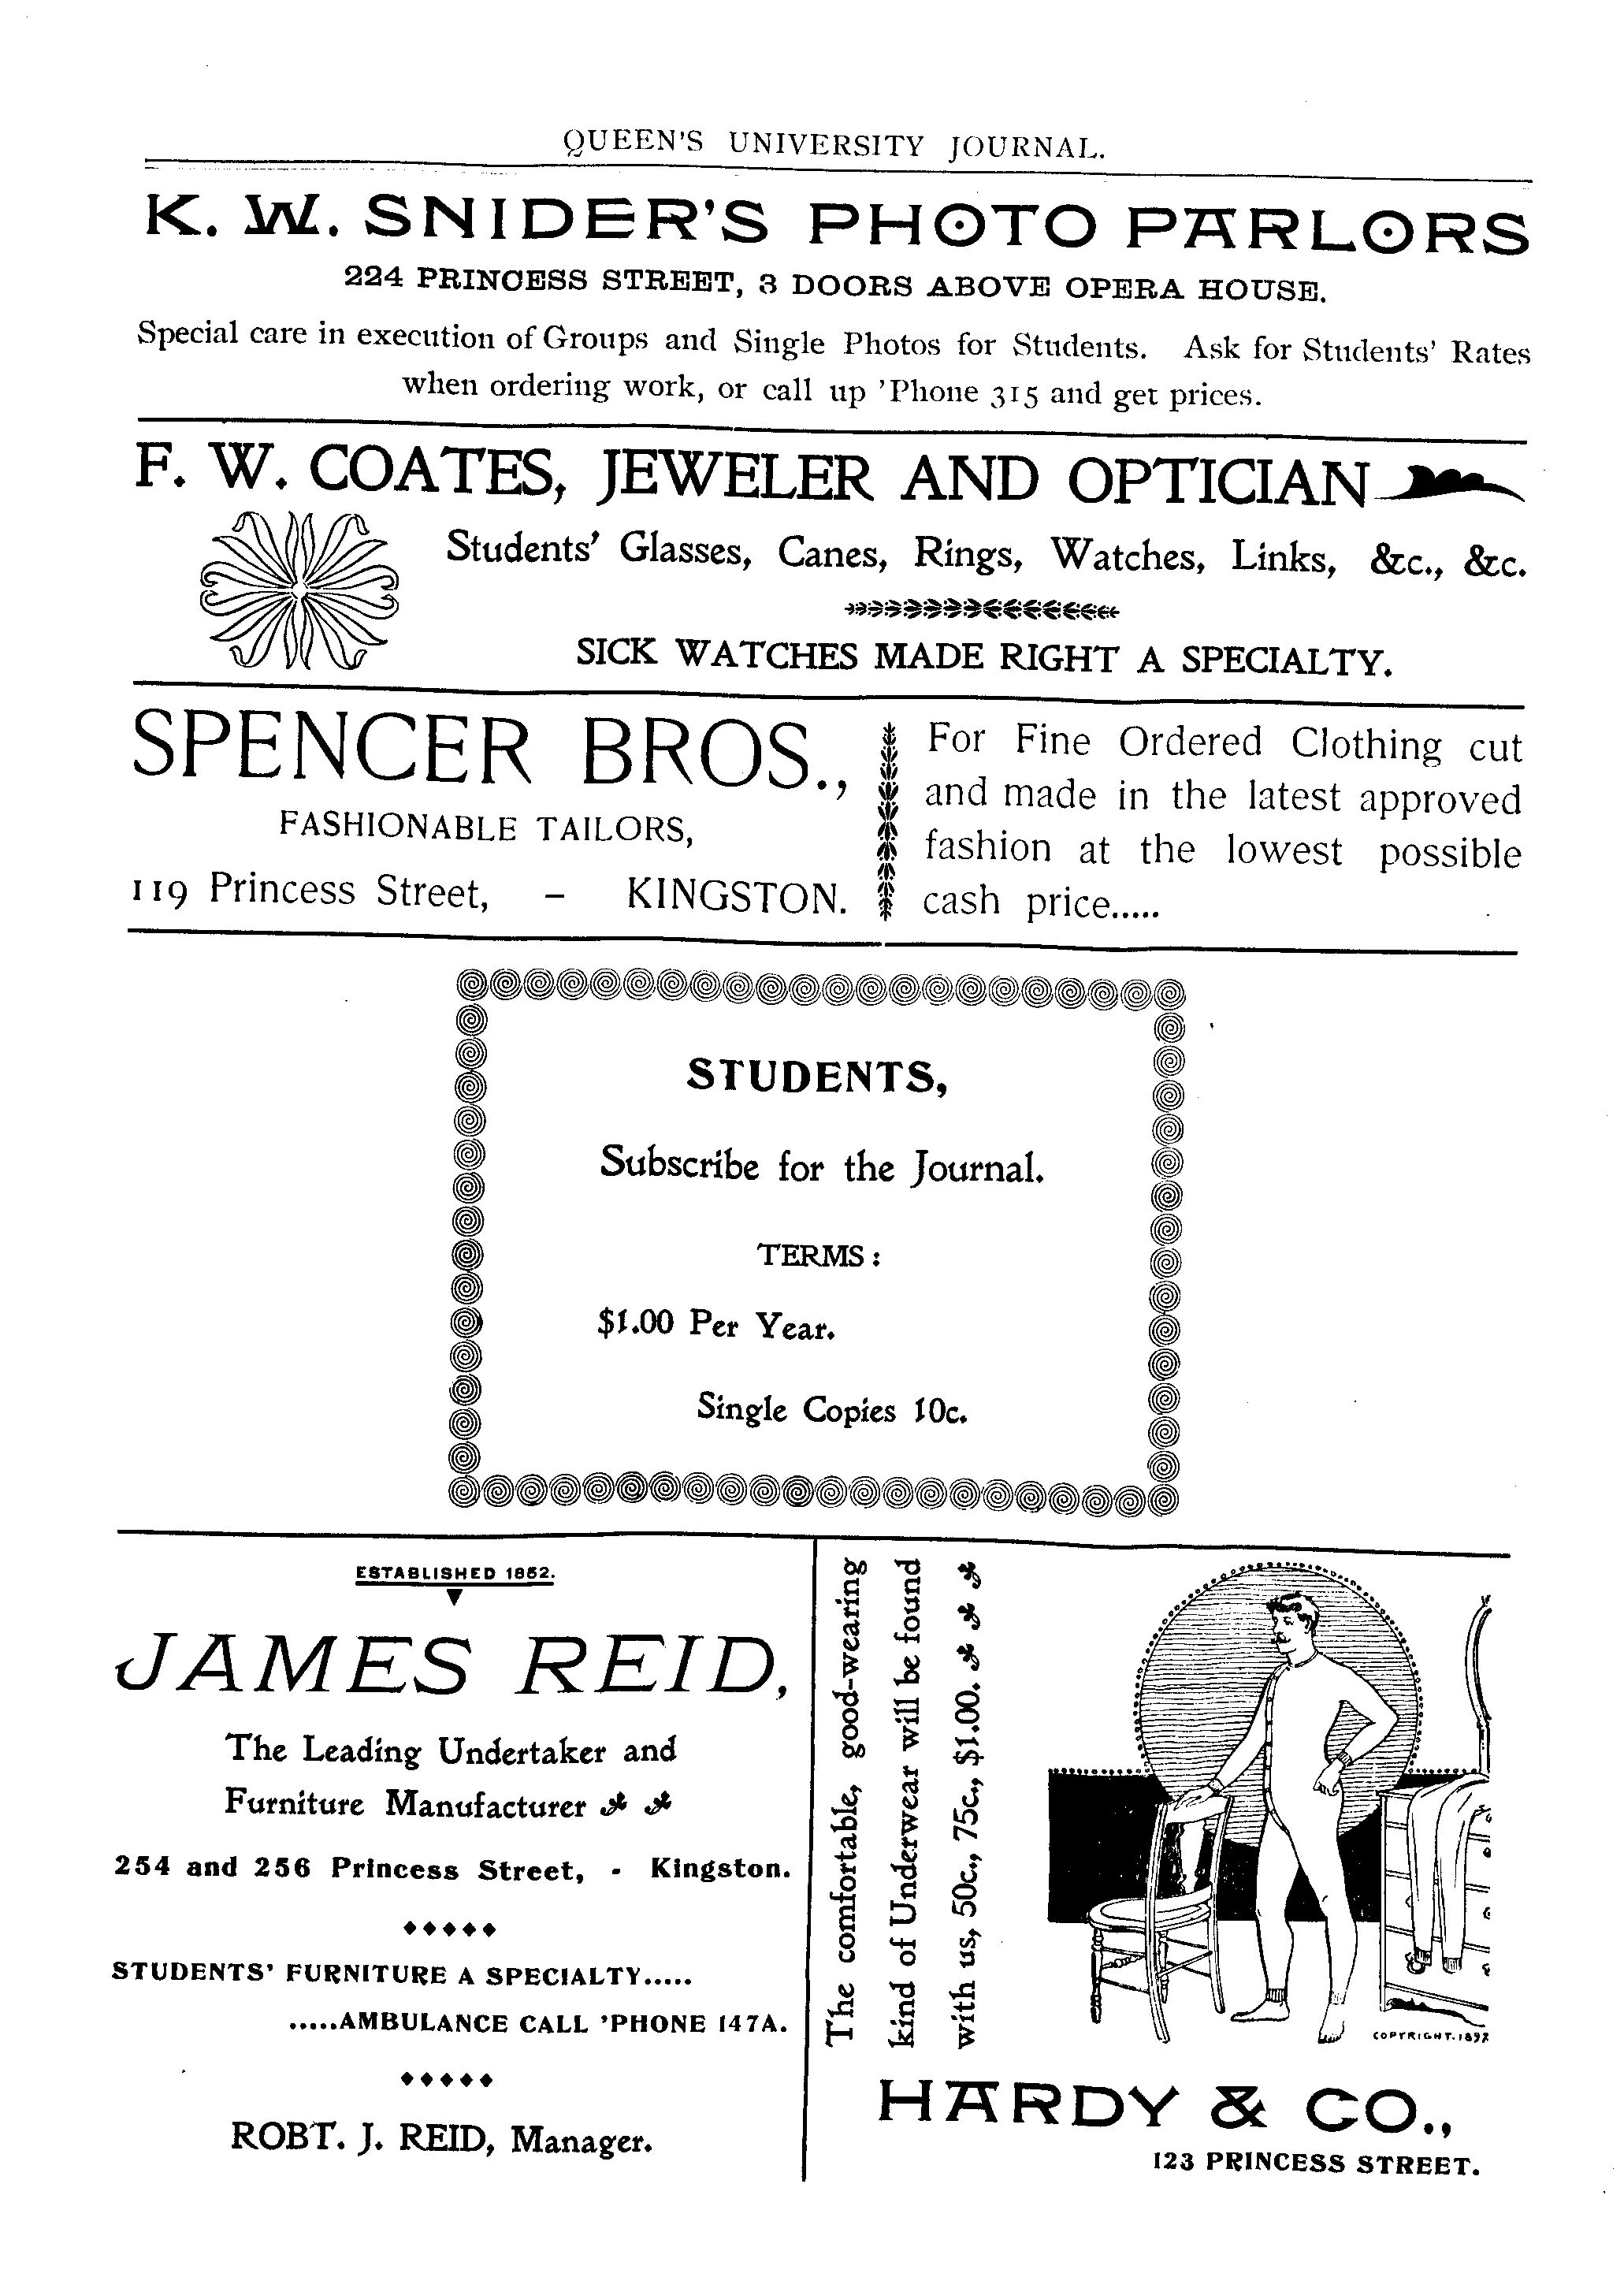 QUEEN'S UNIVERSITY JOURNAL.
K. W. SNIDER'S PHOTO PARLORS
224 PRINCESS STREET, 3 DOORS ABOVE OPERA HOUSE.
Special care in execution of Groups and Single Photos for Students. Ask for Students' Rates
when ordering work, or call up 'Phone 315 and get prices.
F. W. COATES, JEWELER AND OPTICIAN
Students' Glasses, Canes, Rings, Watches, Links, &c., &c.
SICK WATCHES MADE RIGHT A SPECIALTY.
SPENCER BROS.,
FASHIONABLE TAILORS,
119 Princess Street, - KINGSTON.
For Fine Ordered Clothing cut
and made in the latest approved
fashion at the lowest possible
cash price.....
STUDENTS,
Subscribe for the Journal.
TERMS:
$1.00 Per Year.
Single Copies 10c.
ESTABLISHED 1852.
JAMES REID,
The Leading Undertaker and
Furniture Manufacturer
254 and 256 Princess Street, - Kingston.
STUDENTS' FURNITURE A SPECIALTY.....
.....AMBULANCE CALL 'PHONE 147A.
ROBT. J. REID, Manager.
The comfortable, good-wearing
kind of Underwear will be found
with us, 50c., 75c., $1.00.
COPYRIGHT. 1897
HARDY & CO.,
123 PRINCESS STREET.